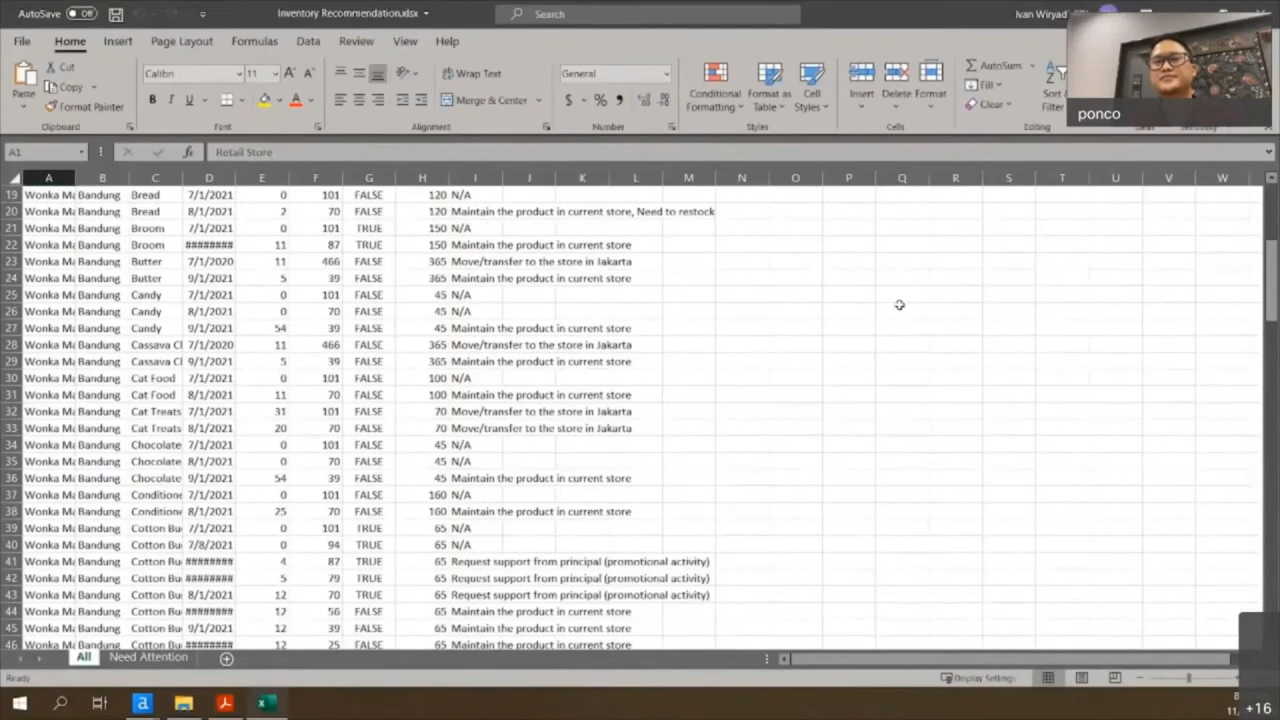 AutoSave Off Inventory Recommendation.xlsx Search Ivan Wiryad
File Home Insert Page Layout Formulas Data Review View Help
Paste Cut Copy Format Painter Clipboard
Calibri 11 B I U Font
Wrap Text Merge & Center Alignment
General $ % Number
Conditional Formatting Format as Table Cell Styles Styles
Insert Delete Format Cells
AutoSum Fill Clear Sort & Filter Editing
ponco
A1 fx Retail Store
A B C D E F G H I J K L M N O P Q R S T U V W
19 Wonka Ma Bandung Bread 7/1/2021 0 101 FALSE 120 N/A
20 Wonka Ma Bandung Bread 8/1/2021 2 70 FALSE 120 Maintain the product in current store, Need to restock
21 Wonka Ma Bandung Broom 7/1/2021 0 101 TRUE 150 N/A
22 Wonka Ma Bandung Broom ######## 11 87 TRUE 150 Maintain the product in current store
23 Wonka Ma Bandung Butter 7/1/2020 11 466 FALSE 365 Move/transfer to the store in Jakarta
24 Wonka Ma Bandung Butter 9/1/2021 5 39 FALSE 365 Maintain the product in current store
25 Wonka Ma Bandung Candy 7/1/2021 0 101 FALSE 45 N/A
26 Wonka Ma Bandung Candy 8/1/2021 0 70 FALSE 45 N/A
27 Wonka Ma Bandung Candy 9/1/2021 54 39 FALSE 45 Maintain the product in current store
28 Wonka Ma Bandung Cassava Cl 7/1/2020 11 466 FALSE 365 Move/transfer to the store in Jakarta
29 Wonka Ma Bandung Cassava Cl 9/1/2021 5 39 FALSE 365 Maintain the product in current store
30 Wonka Ma Bandung Cat Food 7/1/2021 0 101 FALSE 100 N/A
31 Wonka Ma Bandung Cat Food 8/1/2021 11 70 FALSE 100 Maintain the product in current store
32 Wonka Ma Bandung Cat Treats 7/1/2021 31 101 FALSE 70 Move/transfer to the store in Jakarta
33 Wonka Ma Bandung Cat Treats 8/1/2021 20 70 FALSE 70 Move/transfer to the store in Jakarta
34 Wonka Ma Bandung Chocolate 7/1/2021 0 101 FALSE 45 N/A
35 Wonka Ma Bandung Chocolate 8/1/2021 0 70 FALSE 45 N/A
36 Wonka Ma Bandung Chocolate 9/1/2021 54 39 FALSE 45 Maintain the product in current store
37 Wonka Ma Bandung Conditione 7/1/2021 0 101 FALSE 160 N/A
38 Wonka Ma Bandung Conditione 8/1/2021 25 70 FALSE 160 Maintain the product in current store
39 Wonka Ma Bandung Cotton Bu 7/1/2021 0 101 TRUE 65 N/A
40 Wonka Ma Bandung Cotton Bu 7/8/2021 0 94 TRUE 65 N/A
41 Wonka Ma Bandung Cotton Bu ######## 4 87 TRUE 65 Request support from principal (promotional activity)
42 Wonka Ma Bandung Cotton Bu ######## 5 79 TRUE 65 Request support from principal (promotional activity)
43 Wonka Ma Bandung Cotton Bu 8/1/2021 12 70 TRUE 65 Request support from principal (promotional activity)
44 Wonka Ma Bandung Cotton Bu ######## 12 56 FALSE 65 Maintain the product in current store
45 Wonka Ma Bandung Cotton Bu 9/1/2021 12 39 FALSE 65 Maintain the product in current store
46 Wonka Ma Bandung Cotton Bu ######## 12 25 FALSE 65 Maintain the product in current store
All Need Attention
Ready Display Settings
+16